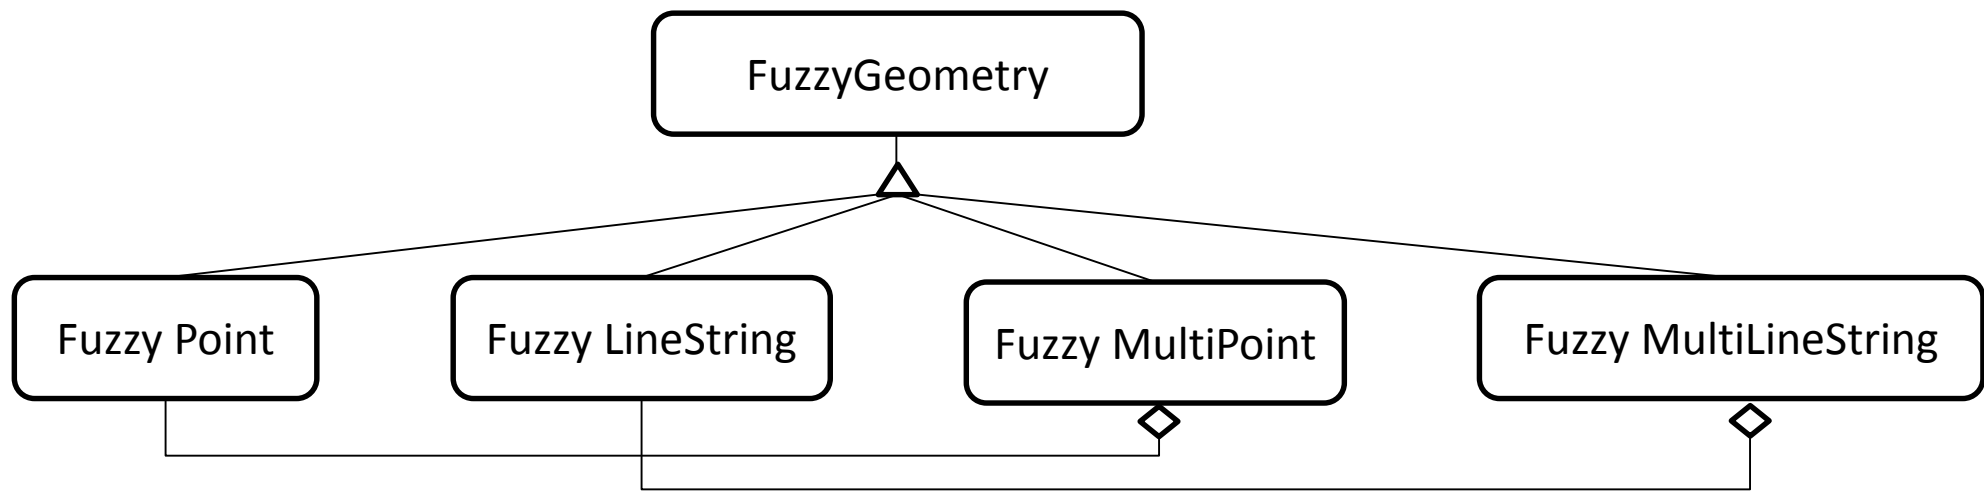 FuzzyGeometry
Fuzzy Point
Fuzzy LineString
Fuzzy MultiPoint
Fuzzy MultiLineString